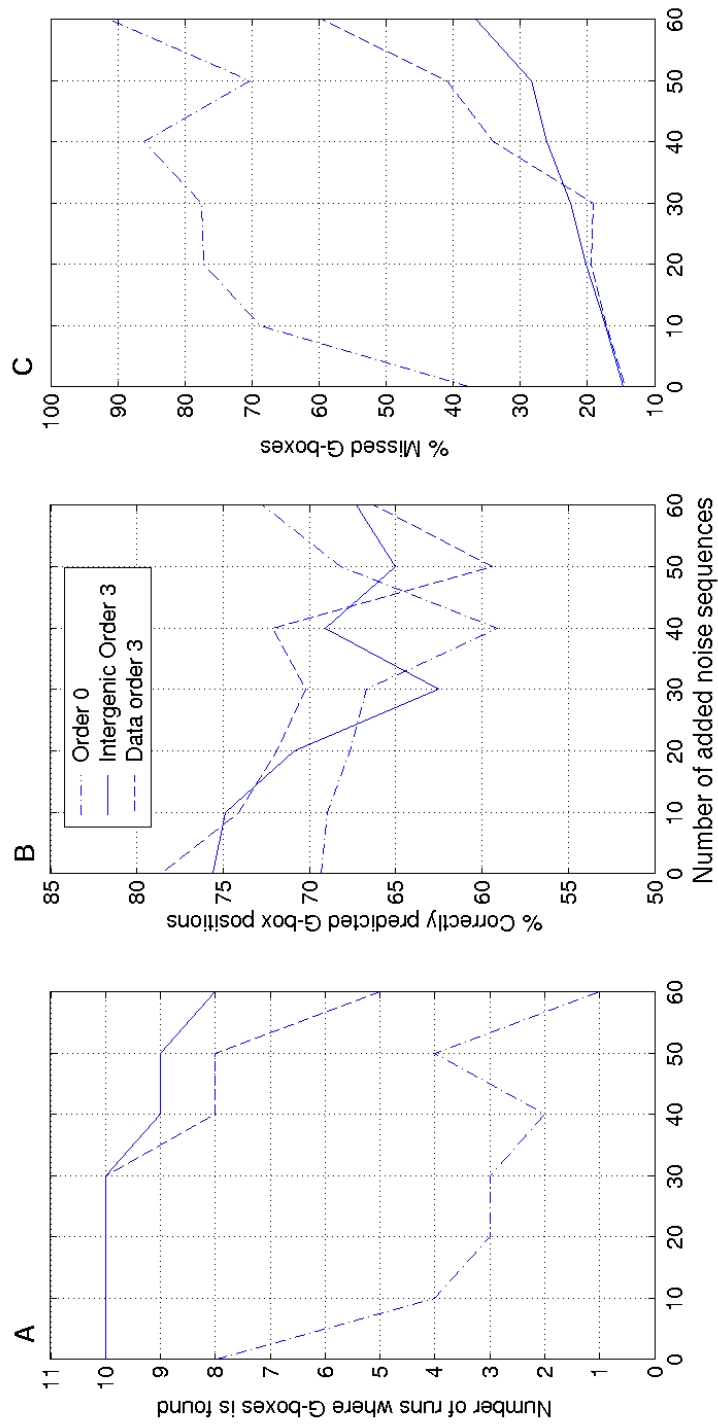 A
Number of runs where G-boxes is found
11
10
9
8
7
6
5
4
3
2
1
0
0 10 20 30 40 50 60
B
% Correctly predicted G-box positions
85
80
75
70
65
60
55
50
0 10 20 30 40 50 60
Order 0
Intergenic Order 3
Data order 3
Number of added noise sequences
C
% Missed G-boxes
100
90
80
70
60
50
40
30
20
10
0 10 20 30 40 50 60